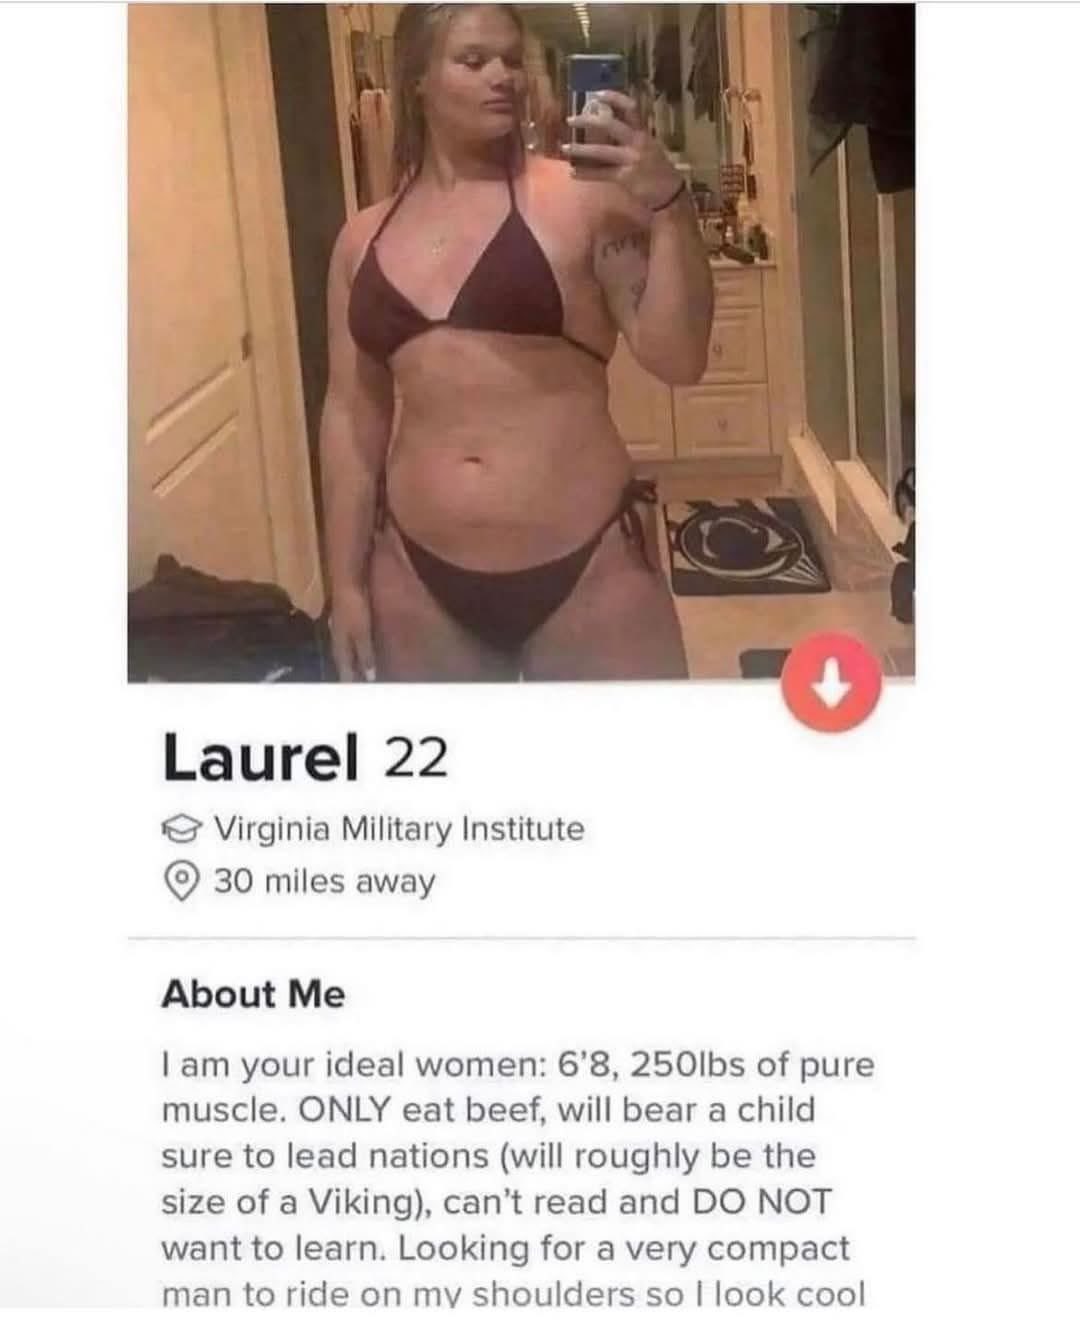 Laurel 22
Virginia Military Institute
30 miles away
About Me
I am your ideal women: 6'8, 250lbs of pure
muscle. ONLY eat beef, will bear a child
sure to lead nations (will roughly be the
size of a Viking), can't read and DO NOT
want to learn. Looking for a very compact
man to ride on my shoulders so I look cool